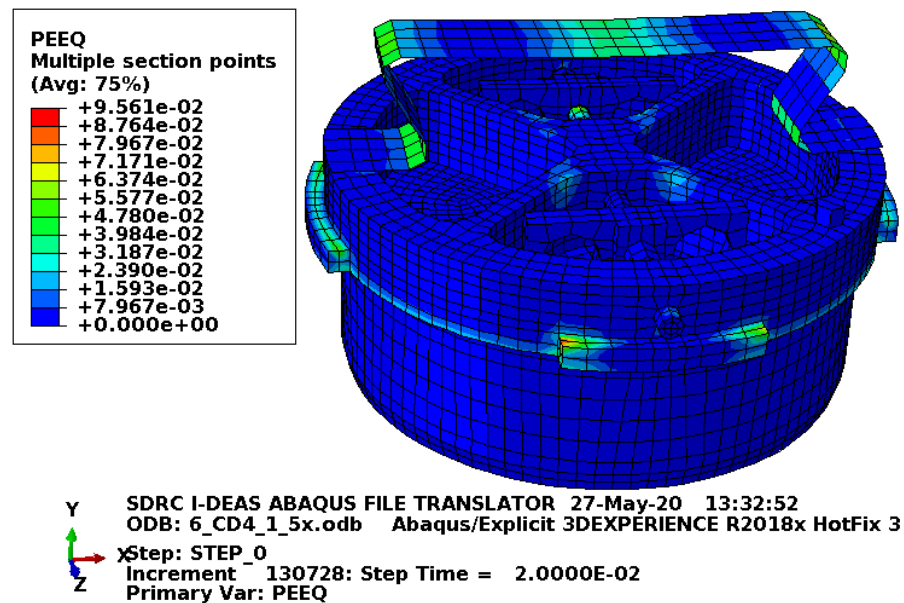 PEEQ
Multiple section points
(Avg: 75%)
+9.561e-02
+8.764e-02
+7.967e-02
+7.171e-02
+6.374e-02
+5.577e-02
+4.780e-02
+3.984e-02
+3.187e-02
+2.390e-02
+1.593e-02
+7.967e-03
+0.000e+00
Y
X
Z
SDRC I-DEAS ABAQUS FILE TRANSLATOR 27-May-20 13:32:52
ODB: 6_CD4_1_5x.odb Abaqus/Explicit 3DEXPERIENCE R2018x HotFix 3
Step: STEP_0
Increment 130728: Step Time = 2.0000E-02
Primary Var: PEEQ